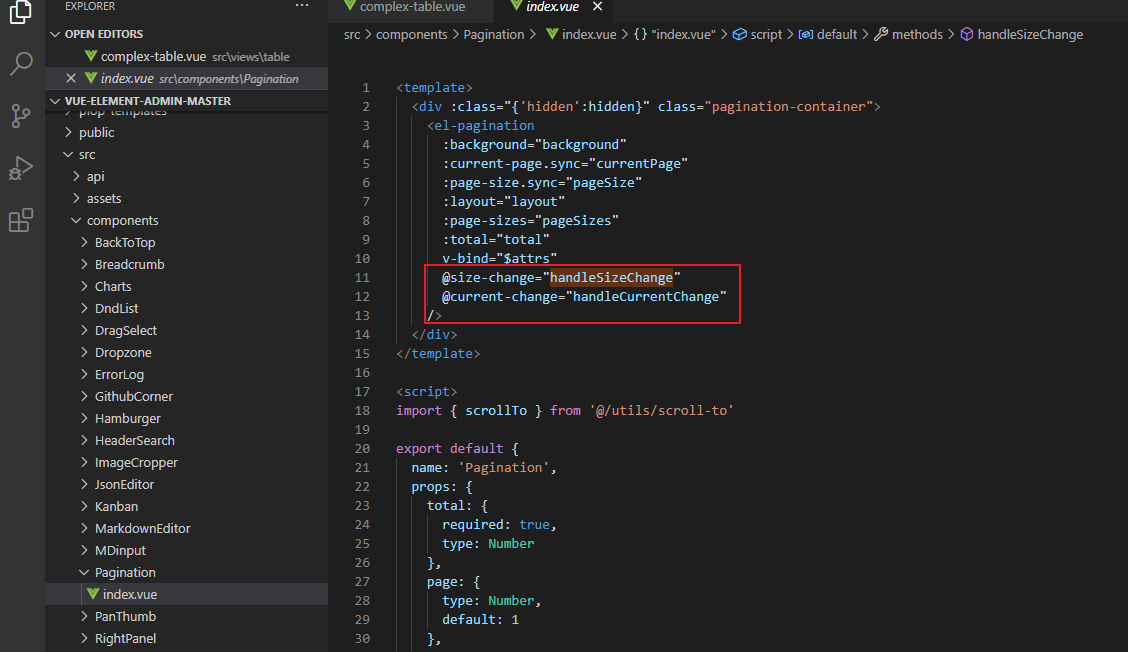 EXPLORER
···
OPEN EDITORS
complex-table.vue src\views\table
index.vue src\components\Pagination
VUE-ELEMENT-ADMIN-MASTER
plop-templates
public
src
api
assets
components
BackToTop
Breadcrumb
Charts
DndList
DragSelect
Dropzone
ErrorLog
GithubCorner
Hamburger
HeaderSearch
ImageCropper
JsonEditor
Kanban
MarkdownEditor
MDinput
Pagination
index.vue
PanThumb
RightPanel
complex-table.vue
index.vue
src > components > Pagination > index.vue > {} "index.vue" > script > default > methods > handleSizeChange
1 <template>
2 <div :class="{'hidden':hidden}" class="pagination-container">
3 <el-pagination
4 :background="background"
5 :current-page.sync="currentPage"
6 :page-size.sync="pageSize"
7 :layout="layout"
8 :page-sizes="pageSizes"
9 :total="total"
10 v-bind="$attrs"
11 @size-change="handleSizeChange"
12 @current-change="handleCurrentChange"
13 />
14 </div>
15 </template>
16
17 <script>
18 import { scrollTo } from '@/utils/scroll-to'
19
20 export default {
21 name: 'Pagination',
22 props: {
23 total: {
24 required: true,
25 type: Number
26 },
27 page: {
28 type: Number,
29 default: 1
30 },